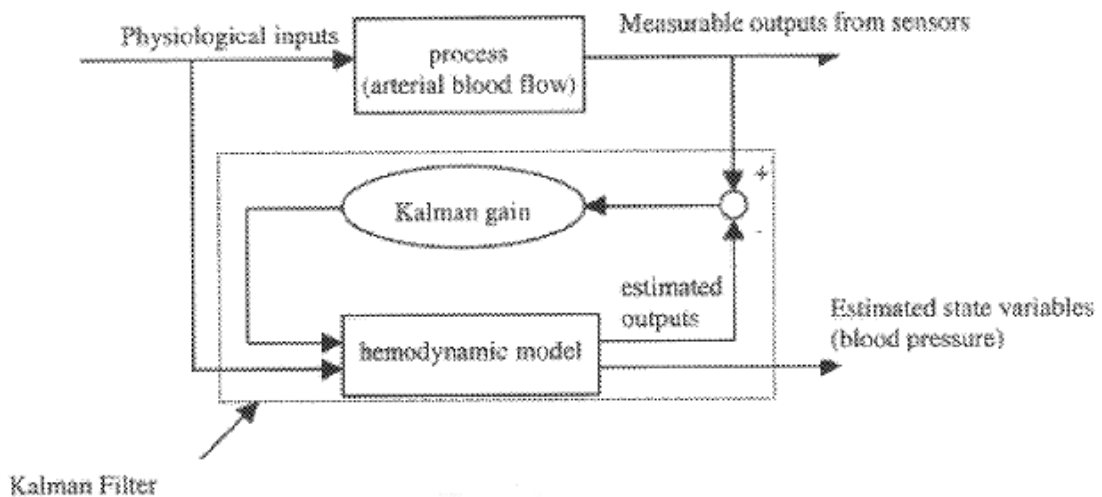 Physiological inputs
Measurable outputs from sensors
process
(arterial blood flow)
+
Kalman gain
-
estimated
outputs
Estimated state variables
(blood pressure)
hemodynamic model
Kalman Filter